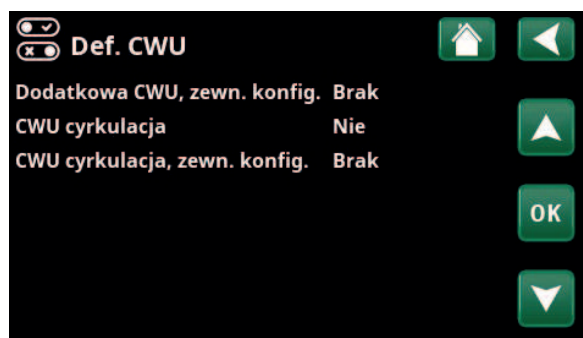 Def. CWU
Dodatkowa CWU, zewn. konfig. Brak
CWU cyrkulacja Nie
CWU cyrkulacja, zewn. konfig. Brak
OK